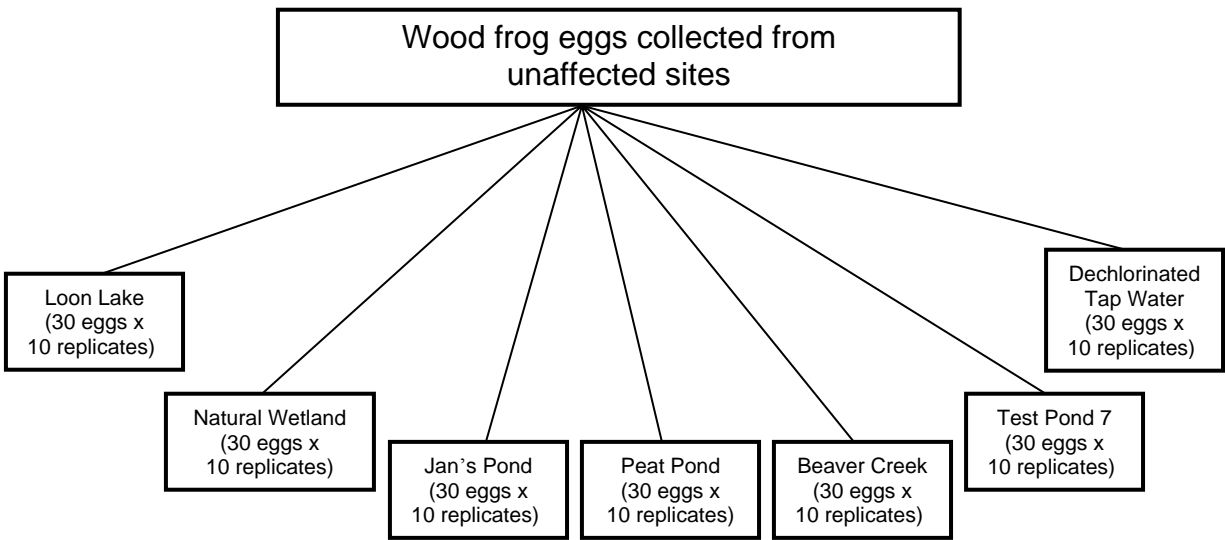 Wood frog eggs collected from
unaffected sites
Loon Lake
(30 eggs x
10 replicates)
Natural Wetland
(30 eggs x
10 replicates)
Jan’s Pond
(30 eggs x
10 replicates)
Peat Pond
(30 eggs x
10 replicates)
Beaver Creek
(30 eggs x
10 replicates)
Test Pond 7
(30 eggs x
10 replicates)
Dechlorinated
Tap Water
(30 eggs x
10 replicates)